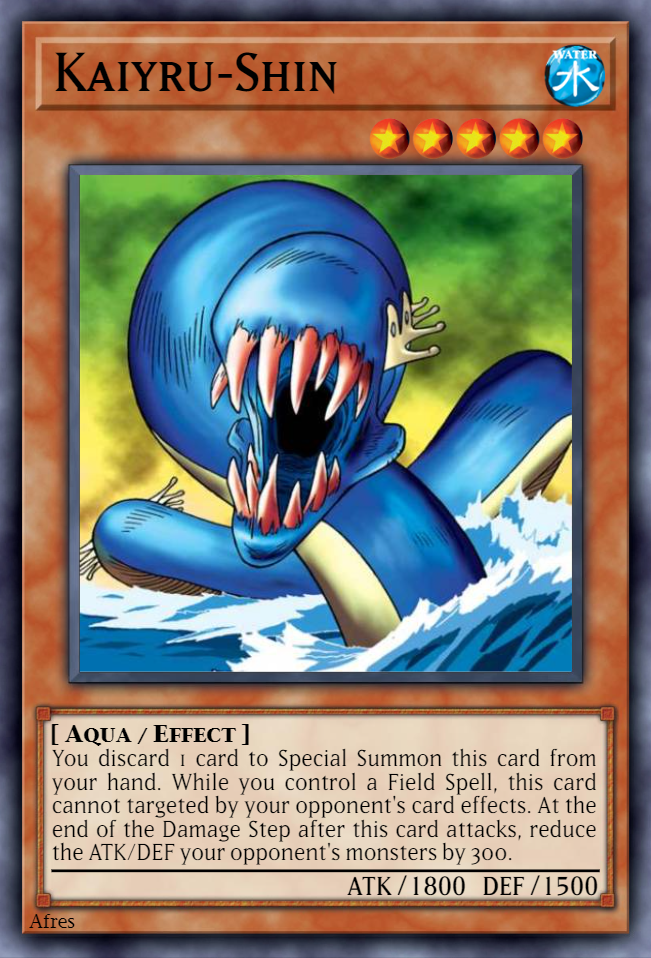 Kaiyru-Shin
WATER
水
[ Aqua / Effect ]
You discard 1 card to Special Summon this card from
your hand. While you control a Field Spell, this card
cannot targeted by your opponent's card effects. At the
end of the Damage Step after this card attacks, reduce
the ATK/DEF your opponent's monsters by 300.
ATK / 1800 DEF / 1500
Afres